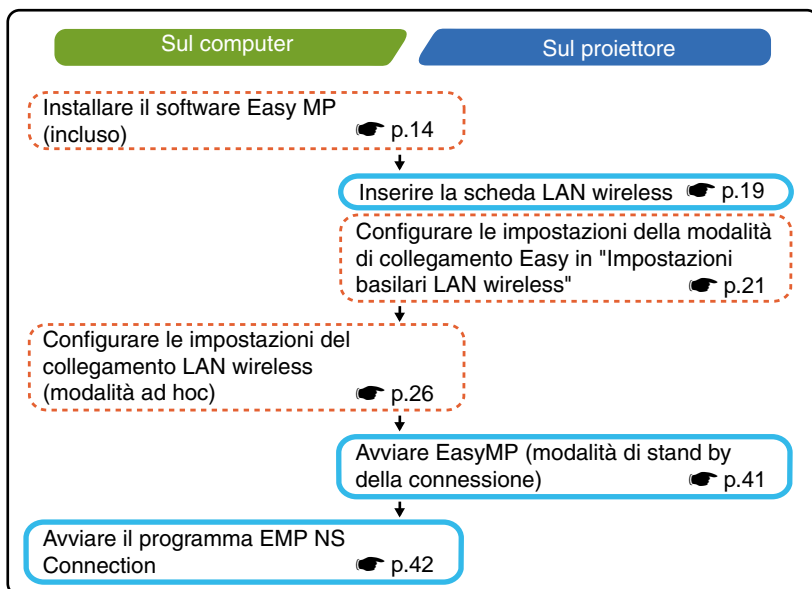 Sul computer
Sul proiettore
Installare il software Easy MP
(incluso) ☛ p.14
Inserire la scheda LAN wireless ☛ p.19
Configurare le impostazioni della modalità
di collegamento Easy in "Impostazioni
basilari LAN wireless"
☛ p.21
Configurare le impostazioni del
collegamento LAN wireless
(modalità ad hoc) ☛ p.26
Avviare EasyMP (modalità di stand by
della connessione) ☛ p.41
Avviare il programma EMP NS
Connection ☛ p.42